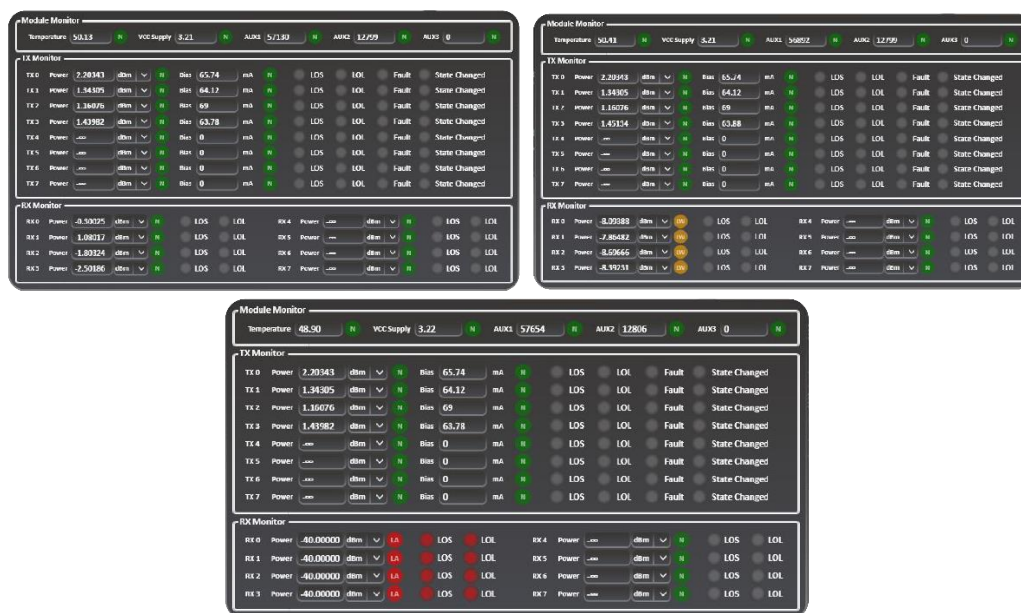 Module Monitor
Temperature 50.13 N VCC Supply 3.21 N AUX1 57130 N AUX2 12799 N AUX3 0 N
TX Monitor
TX 0 Power 2.20343 dBm N Bias 65.74 mA N LOS LOL Fault State Changed
TX 1 Power 1.34305 dBm N Bias 64.12 mA N LOS LOL Fault State Changed
TX 2 Power 1.16076 dBm N Bias 69 mA N LOS LOL Fault State Changed
TX 3 Power 1.43982 dBm N Bias 63.78 mA N LOS LOL Fault State Changed
TX 4 Power -∞ dBm N Bias 0 mA N LOS LOL Fault State Changed
TX 5 Power -∞ dBm N Bias 0 mA N LOS LOL Fault State Changed
TX 6 Power -∞ dBm N Bias 0 mA N LOS LOL Fault State Changed
TX 7 Power -∞ dBm N Bias 0 mA N LOS LOL Fault State Changed
RX Monitor
RX 0 Power -0.30025 dBm N LOS LOL RX 4 Power -∞ dBm N LOS LOL
RX 1 Power -1.08017 dBm N LOS LOL RX 5 Power -∞ dBm N LOS LOL
RX 2 Power -1.80324 dBm N LOS LOL RX 6 Power -∞ dBm N LOS LOL
RX 3 Power -2.50186 dBm N LOS LOL RX 7 Power -∞ dBm N LOS LOL
Module Monitor
Temperature 50.41 N VCC Supply 3.21 N AUX1 56892 N AUX2 12799 N AUX3 0 N
TX Monitor
TX 0 Power 2.20343 dBm N Bias 65.74 mA N LOS LOL Fault State Changed
TX 1 Power 1.34305 dBm N Bias 64.12 mA N LOS LOL Fault State Changed
TX 2 Power 1.16076 dBm N Bias 69 mA N LOS LOL Fault State Changed
TX 3 Power 1.45134 dBm N Bias 63.88 mA N LOS LOL Fault State Changed
TX 4 Power -∞ dBm N Bias 0 mA N LOS LOL Fault State Changed
TX 5 Power -∞ dBm N Bias 0 mA N LOS LOL Fault State Changed
TX 6 Power -∞ dBm N Bias 0 mA N LOS LOL Fault State Changed
TX 7 Power -∞ dBm N Bias 0 mA N LOS LOL Fault State Changed
RX Monitor
RX 0 Power -8.09388 dBm LW LOS LOL RX 4 Power -∞ dBm N LOS LOL
RX 1 Power -7.86482 dBm LW LOS LOL RX 5 Power -∞ dBm N LOS LOL
RX 2 Power -8.69666 dBm LW LOS LOL RX 6 Power -∞ dBm N LOS LOL
RX 3 Power -8.39231 dBm LW LOS LOL RX 7 Power -∞ dBm N LOS LOL
Module Monitor
Temperature 48.90 N VCC Supply 3.22 N AUX1 57654 N AUX2 12806 N AUX3 0 N
TX Monitor
TX 0 Power 2.20343 dBm N Bias 65.74 mA N LOS LOL Fault State Changed
TX 1 Power 1.34305 dBm N Bias 64.12 mA N LOS LOL Fault State Changed
TX 2 Power 1.16076 dBm N Bias 69 mA N LOS LOL Fault State Changed
TX 3 Power 1.43982 dBm N Bias 63.78 mA N LOS LOL Fault State Changed
TX 4 Power -∞ dBm N Bias 0 mA N LOS LOL Fault State Changed
TX 5 Power -∞ dBm N Bias 0 mA N LOS LOL Fault State Changed
TX 6 Power -∞ dBm N Bias 0 mA N LOS LOL Fault State Changed
TX 7 Power -∞ dBm N Bias 0 mA N LOS LOL Fault State Changed
RX Monitor
RX 0 Power -40.00000 dBm LA LOS LOL RX 4 Power -∞ dBm N LOS LOL
RX 1 Power -40.00000 dBm LA LOS LOL RX 5 Power -∞ dBm N LOS LOL
RX 2 Power -40.00000 dBm LA LOS LOL RX 6 Power -∞ dBm N LOS LOL
RX 3 Power -40.00000 dBm LA LOS LOL RX 7 Power -∞ dBm N LOS LOL